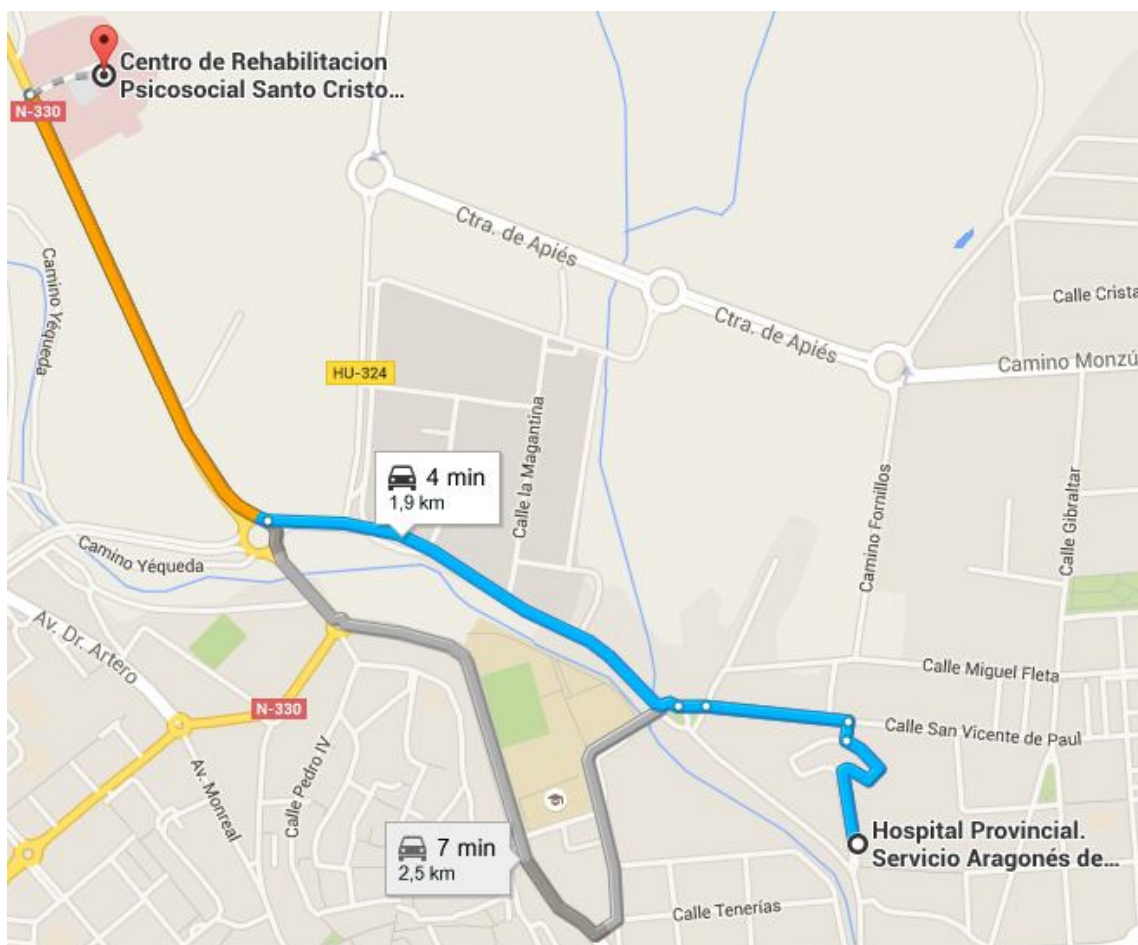 Centro de Rehabilitacion
Psicosocial Santo Cristo...
N-330
Ctra. de Apiés
Camino Yéqueda
Calle Crista
Ctra. de Apiés
Camino Monzú
HU-324
Calle la Magantina
4 min
1,9 km
Camino Fornillos
Calle Gibraltar
Camino Yéqueda
Av. Dr. Artero
Calle Miguel Fleta
N-330
Calle San Vicente de Paul
Av. Monreal
Calle Pedro IV
7 min
2,5 km
Hospital Provincial.
Servicio Aragonés de...
Calle Tenerías